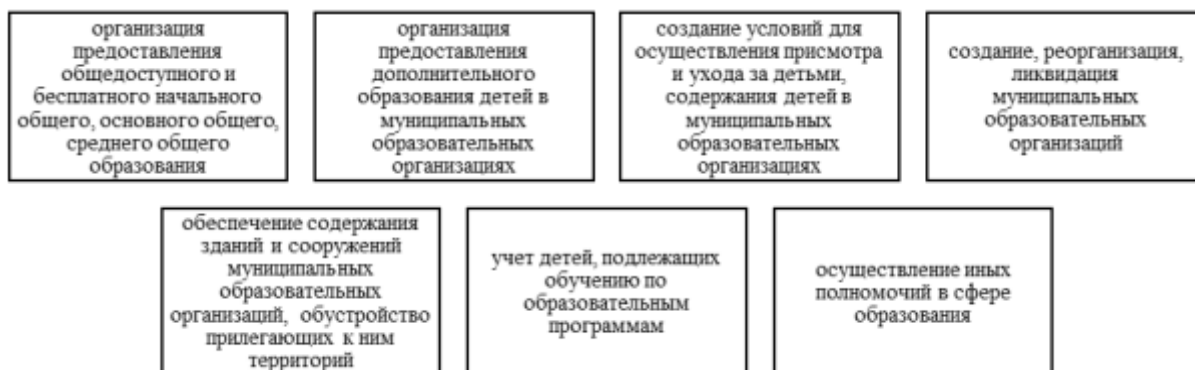 организация
предоставления
общедоступного и
бесплатного начального
общего, основного общего,
среднего общего
образования
организация
предоставления
дополнительного
образования детей в
муниципальных
образовательных
организациях
создание условий для
осуществления присмотра
и ухода за детьми,
содержания детей в
муниципальных
образовательных
организациях
создание, реорганизация,
ликвидация
муниципальных
образовательных
организаций
обеспечение содержания
зданий и сооружений
муниципальных
образовательных
организаций, обустройство
прилегающих к ним
территорий
учет детей, подлежащих
обучению по
образовательным
программам
осуществление иных
полномочий в сфере
образования